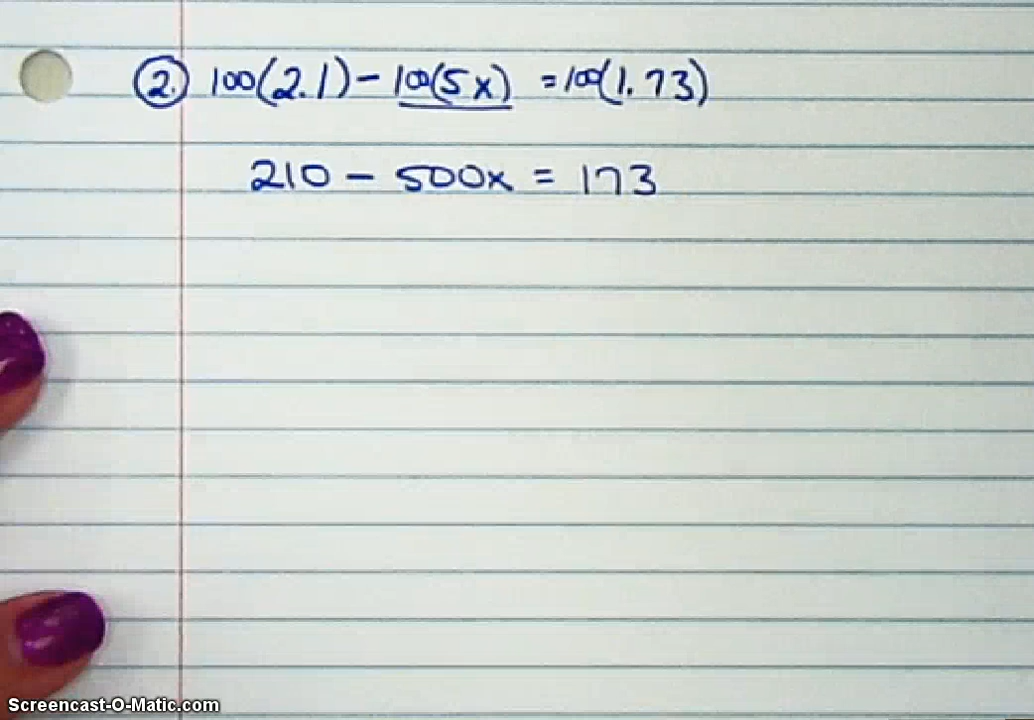 2. 100(2.1) - 100(5x) = 100(1.73)
210 - 500x = 173
Screencast-O-Matic.com